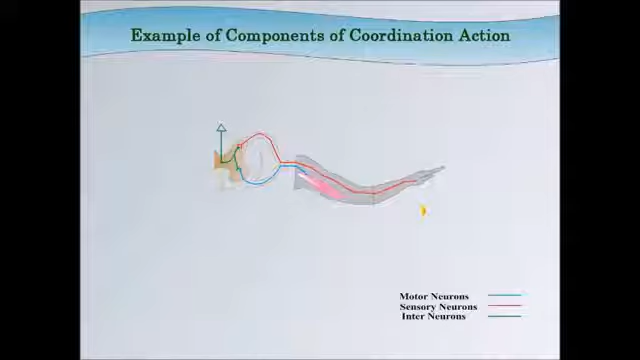 Example of Components of Coordination Action
Motor Neurons
Sensory Neurons
Inter Neurons